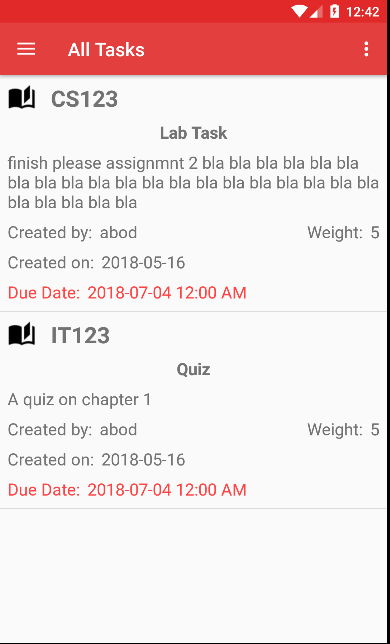 12:42
All Tasks
CS123
Lab Task
finish please assignmnt 2 bla bla bla bla bla bla
bla bla bla bla bla bla bla bla bla bla bla bla bla bla
bla bla bla bla bla
Created by: abod Weight: 5
Created on: 2018-05-16
Due Date: 2018-07-04 12:00 AM
IT123
Quiz
A quiz on chapter 1
Created by: abod Weight: 5
Created on: 2018-05-16
Due Date: 2018-07-04 12:00 AM